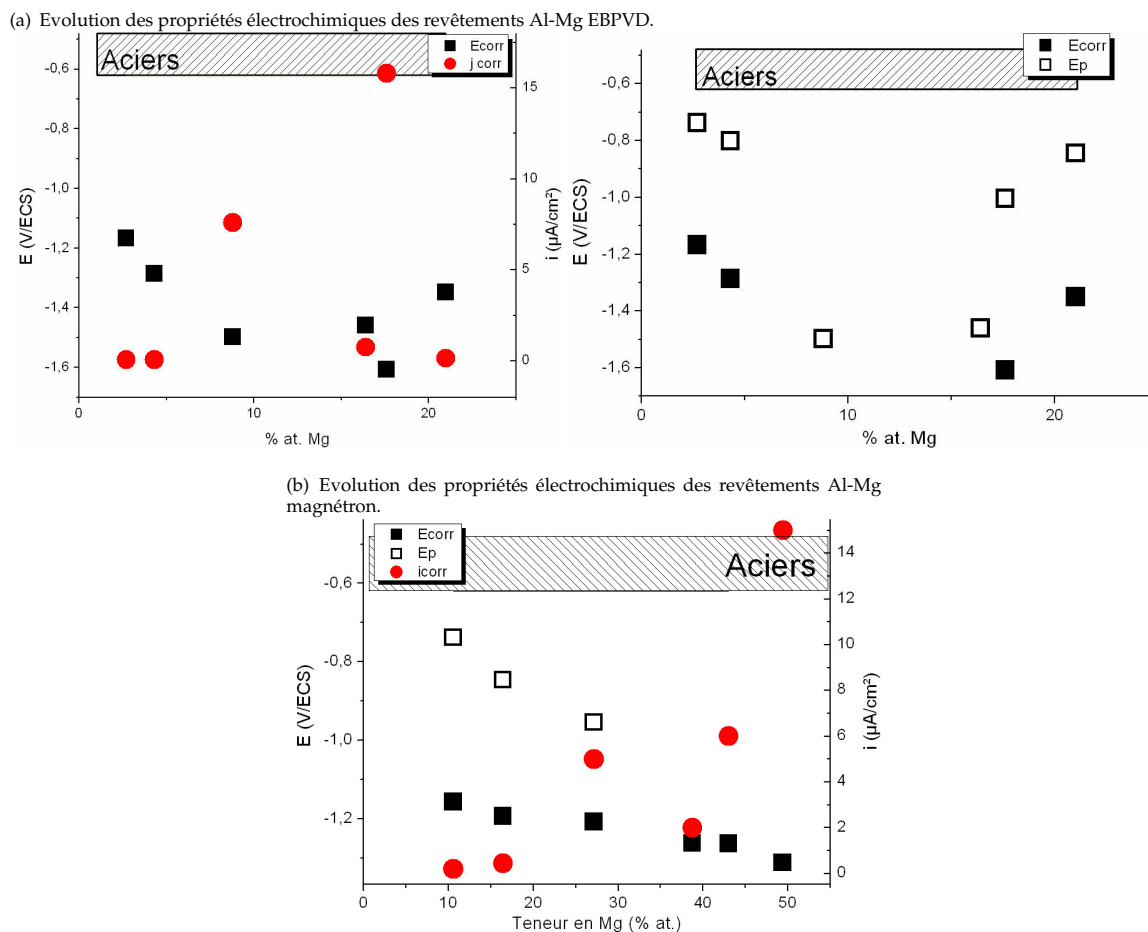 (a) Evolution des propriétés électrochimiques des revêtements Al-Mg EBPVD.
Aciers
Ecorr
j corr
-0,6
-0,8
-1,0
-1,2
-1,4
-1,6
E (V/ECS)
15
10
5
0
i (µA/cm²)
0
10
20
% at. Mg
Aciers
Ecorr
Ep
-0,6
-0,8
-1,0
-1,2
-1,4
-1,6
E (V/ECS)
0
10
20
% at. Mg
(b) Evolution des propriétés électrochimiques des revêtements Al-Mg
magnétron.
Ecorr
Ep
icorr
Aciers
-0,6
-0,8
-1,0
-1,2
E (V/ECS)
14
12
10
8
6
4
2
0
i (µA/cm²)
0
10
20
30
40
50
Teneur en Mg (% at.)